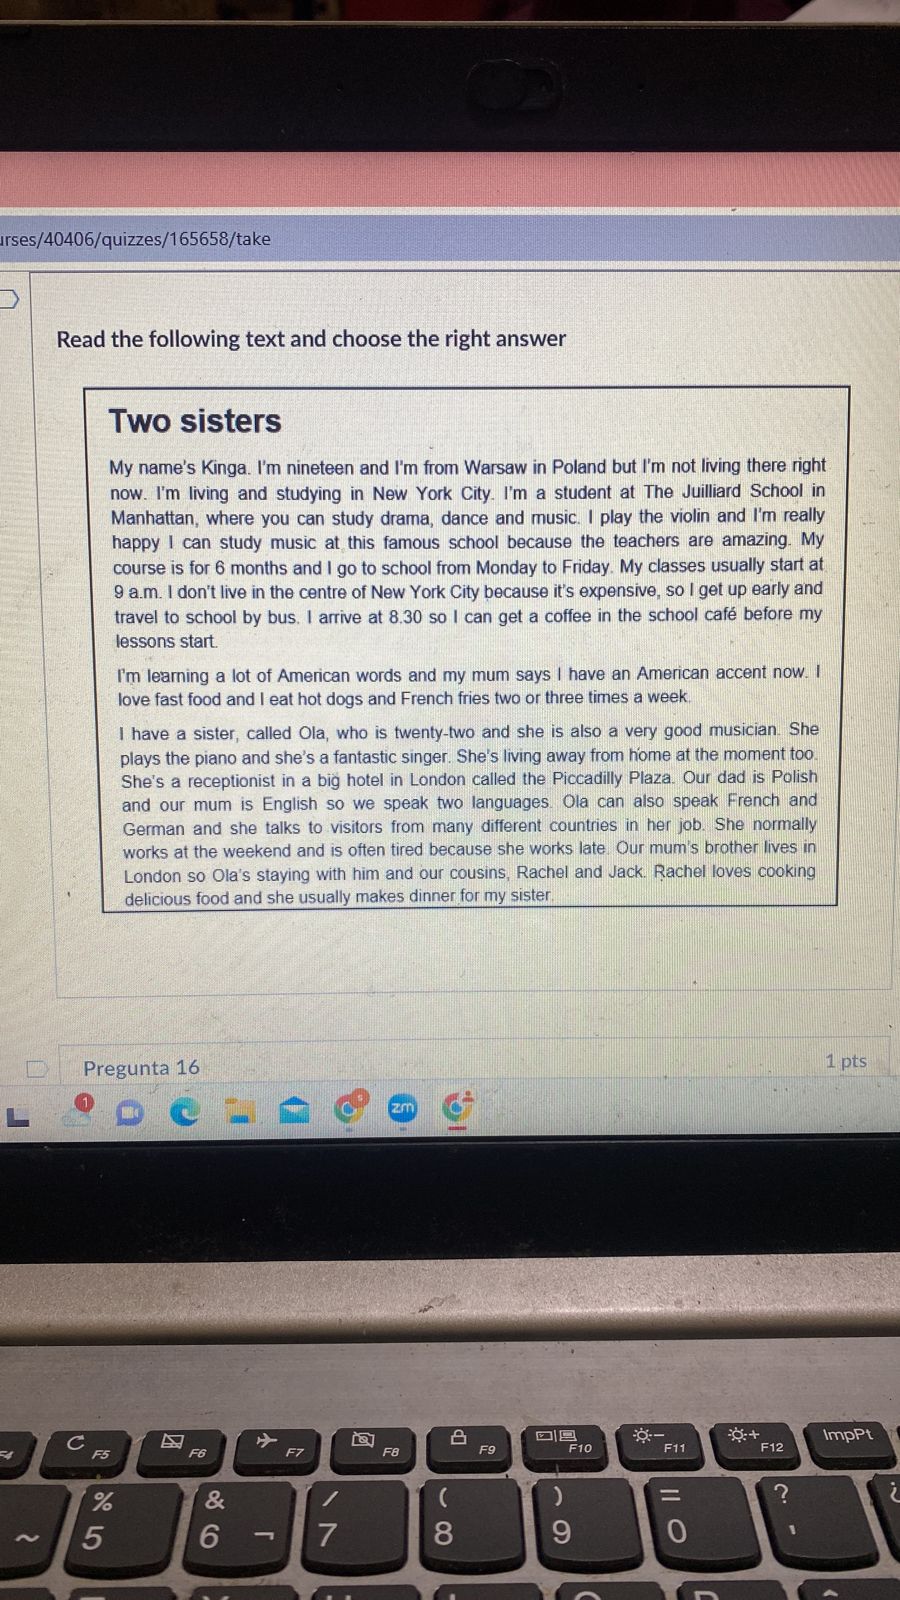 urses/40406/quizzes/165658/take
Read the following text and choose the right answer
Two sisters
My name's Kinga. I'm nineteen and I'm from Warsaw in Poland but I'm not living there right
now. I'm living and studying in New York City. I'm a student at The Juilliard School in
Manhattan, where you can study drama, dance and music. I play the violin and I'm really
happy I can study music at this famous school because the teachers are amazing. My
course is for 6 months and I go to school from Monday to Friday. My classes usually start at
9 a.m. I don't live in the centre of New York City because it's expensive, so I get up early and
travel to school by bus. I arrive at 8.30 so I can get a coffee in the school café before my
lessons start.
I'm learning a lot of American words and my mum says I have an American accent now. I
love fast food and I eat hot dogs and French fries two or three times a week.
I have a sister, called Ola, who is twenty-two and she is also a very good musician. She
plays the piano and she's a fantastic singer. She's living away from home at the moment too.
She's a receptionist in a big hotel in London called the Piccadilly Plaza. Our dad is Polish
and our mum is English so we speak two languages. Ola can also speak French and
German and she talks to visitors from many different countries in her job. She normally
works at the weekend and is often tired because she works late. Our mum's brother lives in
London so Ola's staying with him and our cousins, Rachel and Jack. Rachel loves cooking
delicious food and she usually makes dinner for my sister.
Pregunta 16 1 pts
1 s zm
F4 F5 F6 F7 F8 F9 F10 F11 F12 ImpPt
% & / ( ) = ? ¿
~ 5 6 ¬ 7 8 9 0 '